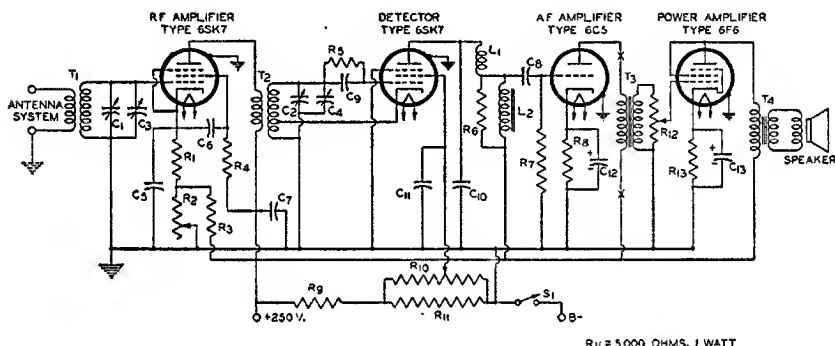 RF AMPLIFIER
TYPE 6SK7
DETECTOR
TYPE 6SK7
AF AMPLIFIER
TYPE 6C5
POWER AMPLIFIER
TYPE 6F6
T1
ANTENNA
SYSTEM
C1
C3
C5
C6
R1
R2
R3
R4
C7
T2
C2
C4
R5
C9
C11
C10
L1
R6
L2
C8
R7
R8
C12
T3
R12
R13
C13
T4
SPEAKER
R9
R10
R11
S1
+250 V.
B-
R11 = 5000 OHMS, 1 WATT